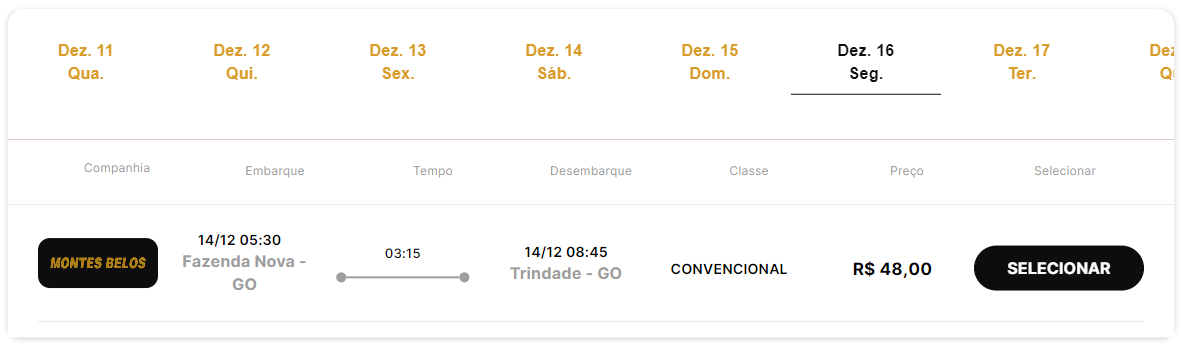 Dez. 11 Dez. 12 Dez. 13 Dez. 14 Dez. 15 Dez. 16 Dez. 17
Qua. Qui. Sex. Sáb. Dom. Seg. Ter.
Companhia Embarque Tempo Desembarque Classe Preço Selecionar
MONTES BELOS
14/12 05:30
Fazenda Nova -
GO
03:15
14/12 08:45
Trindade - GO
CONVENCIONAL
R$ 48,00
SELECIONAR